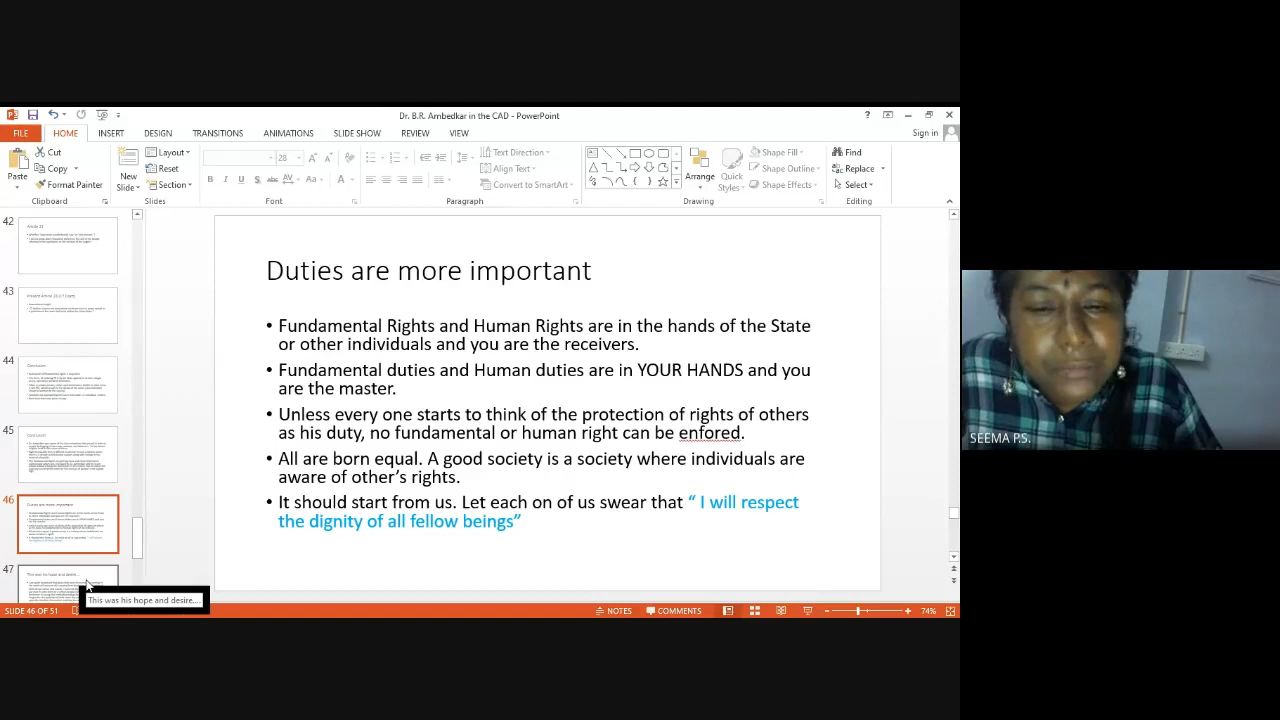 Dr. B.R. Ambedkar in the CAD - PowerPoint
FILE HOME INSERT DESIGN TRANSITIONS ANIMATIONS SLIDE SHOW REVIEW VIEW Sign in
Cut
Copy
Format Painter
Paste
Clipboard
New Slide
Layout
Reset
Section
Slides
28
Font
Text Direction
Align Text
Convert to SmartArt
Paragraph
Arrange
Quick Styles
Shape Fill
Shape Outline
Shape Effects
Drawing
Find
Replace
Select
Editing
42
43
44
45
46
47
Duties are more important
• Fundamental Rights and Human Rights are in the hands of the State
or other individuals and you are the receivers.
• Fundamental duties and Human duties are in YOUR HANDS and you
are the master.
• Unless every one starts to think of the protection of rights of others
as his duty, no fundamental or human right can be enfored
• All are born equal. A good society is a society where individuals are
aware of other's rights.
• It should start from us. Let each on of us swear that “ I will respect
the dignity of all fellow beings”
This was his hope and desire....
SLIDE 46 OF 51 NOTES COMMENTS 74%
SEEMA P.S.